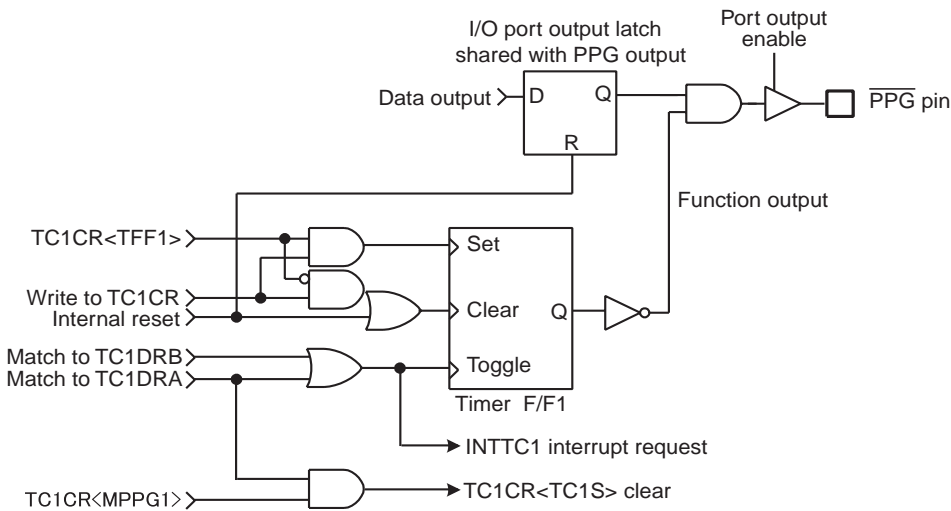 I/O port output latch
shared with PPG output
Port output
enable
Data output
D
Q
R
P̅P̅G̅ pin
Function output
TC1CR<TFF1>
Set
Write to TC1CR
Internal reset
Clear
Q
Match to TC1DRB
Match to TC1DRA
Toggle
Timer F/F1
INTTC1 interrupt request
TC1CR<MPPG1>
TC1CR<TC1S> clear